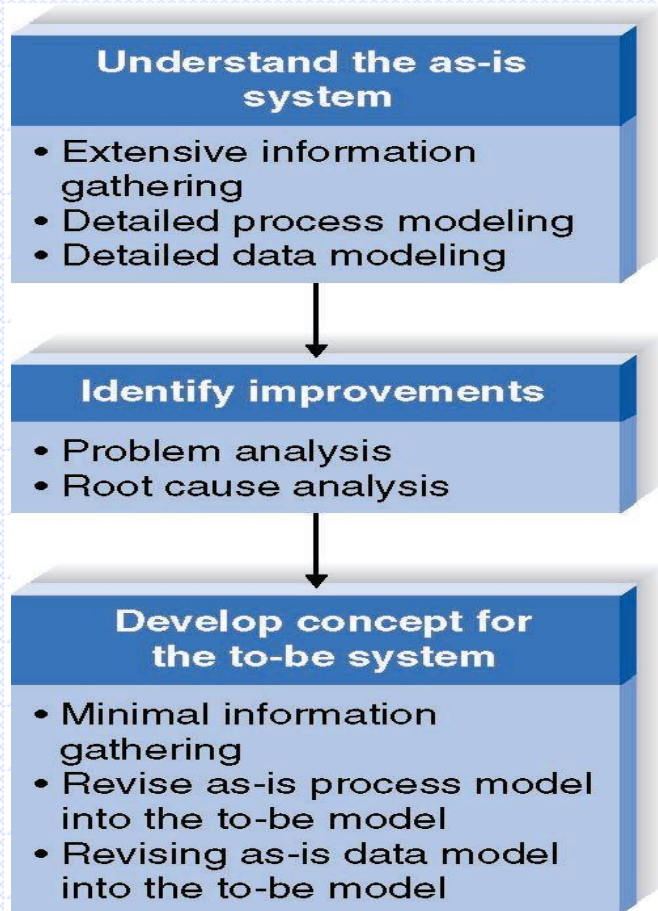 Understand the as-is
system
• Extensive information
gathering
• Detailed process modeling
• Detailed data modeling
Identify improvements
• Problem analysis
• Root cause analysis
Develop concept for
the to-be system
• Minimal information
gathering
• Revise as-is process model
into the to-be model
• Revising as-is data model
into the to-be model